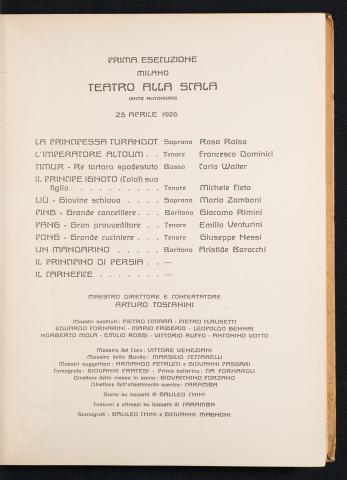 PRIMA ESECUZIONE
MILANO
TEATRO ALLA SCALA
(ENTE AUTONOMO)
25 APRILE 1926
LA PRINCIPESSA TURANDOT Soprano Rosa Raisa
L'IMPERATORE ALTOUM . . Tenore Francesco Dominici
TIMUR - Re tartaro spodestato Basso Carlo Walter
IL PRINCIPE IGNOTO (Calaf) suo
figlio . . . . . . . . . . Tenore Michele Fleta
LIÙ - Giovine schiava . . . . Soprano Maria Zamboni
PING - Grande cancelliere . . . Baritono Giacomo Rimini
PANG - Gran provveditore . . Tenore Emilio Venturini
PONG - Grande cuciniere . . . Tenore Giuseppe Nessi
UN MANDARINO . . . . . Baritono Aristide Baracchi
IL PRINCIPINO DI PERSIA . . —
IL CARNEFICE . . . . . . . —
MAESTRO DIRETTORE E CONCERTATORE
ARTURO TOSCANINI
Maestri sostituti : PIETRO CIMARA - PIETRO CLAUSETTI
EDUARDO FORNARINI - MARIO FRIGERIO - LEOPOLDO GENNAI
NORBERTO MOLA - EMILIO ROSSI - VITTORIO RUFFO - ANTONINO VOTTO
Maestro del Coro : VITTORE VENEZIANI
Maestro della Banda : MARSILIO CECCARELLI
Maestri suggeritori : ARMANDO PETRUCCI e GIOVANNI PASSARI
Coreografo : GIOVANNI PRATESI - Prima ballerina : RIA FORNAROLI
Direttore della messa in scena : GIOVACCHINO FORZANO
Direttore dell'allestimento scenico : CARAMBA
Scene su bozzetti di GALILEO CHINI
Costumi e attrezzi su bozzetti di CARAMBA
Scenografi : GALILEO CHINI e GIOVANNI MAGNONI